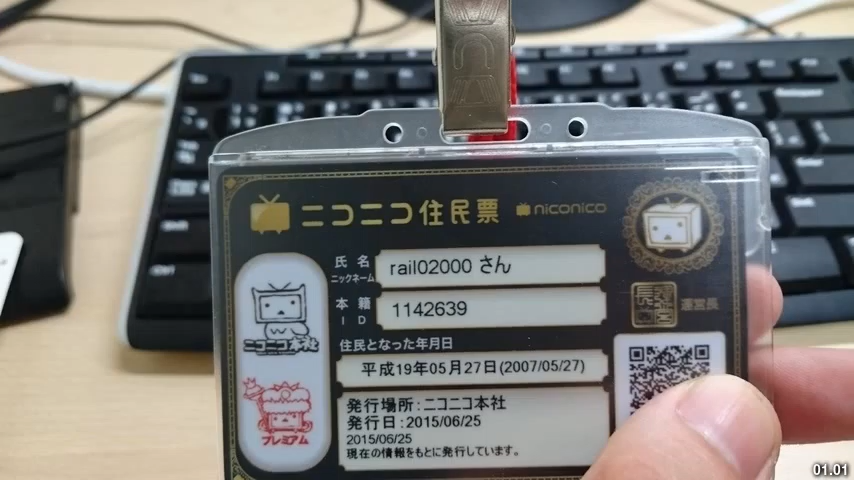 ニコニコ住民票 niconico
氏名
ニックネーム
rail02000 さん
本籍
ID
1142639
運営長
住民となった年月日
平成19年05月27日(2007/05/27)
ニコニコ本社
プレミアム
発行場所:ニコニコ本社
発行日:2015/06/25
2015/06/25
現在の情報をもとに発行しています。
01.01